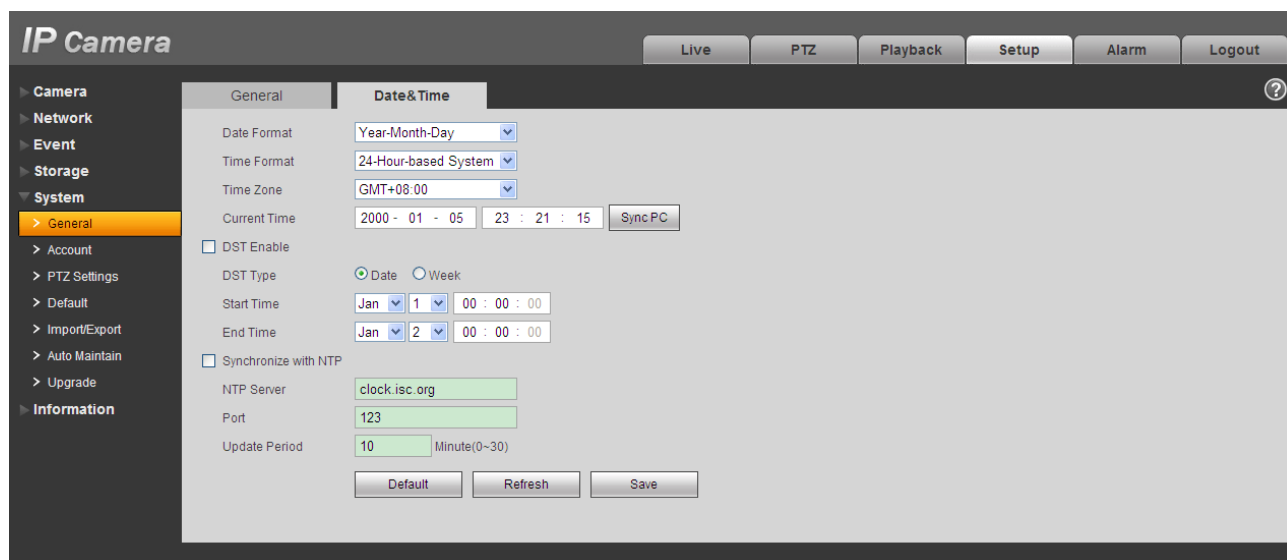 IP Camera
Live PTZ Playback Setup Alarm Logout
Camera
Network
Event
Storage
System
> General
> Account
> PTZ Settings
> Default
> Import/Export
> Auto Maintain
> Upgrade
Information
General Date&Time ?
Date Format Year-Month-Day
Time Format 24-Hour-based System
Time Zone GMT+08:00
Current Time 2000 - 01 - 05 23 : 21 : 15 Sync PC
DST Enable
DST Type Date Week
Start Time Jan 1 00 : 00 : 00
End Time Jan 2 00 : 00 : 00
Synchronize with NTP
NTP Server clock.isc.org
Port 123
Update Period 10 Minute(0~30)
Default Refresh Save